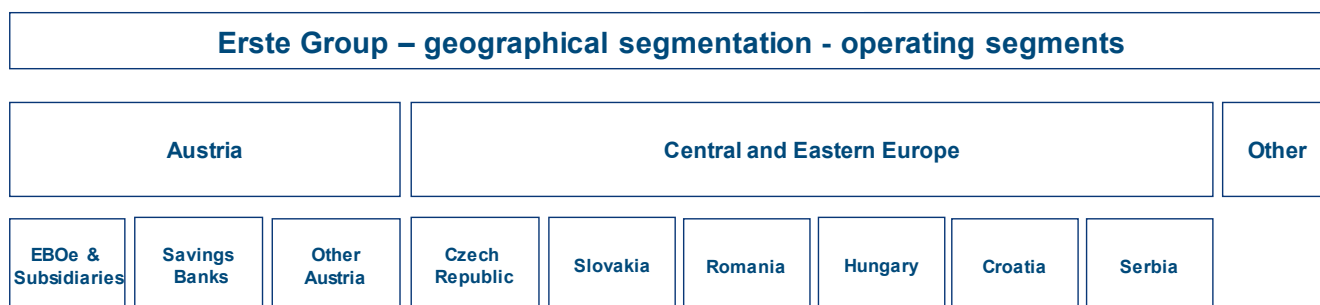 Erste Group – geographical segmentation - operating segments
Austria
Central and Eastern Europe
Other
EBOe &
Subsidiaries
Savings
Banks
Other
Austria
Czech
Republic
Slovakia
Romania
Hungary
Croatia
Serbia